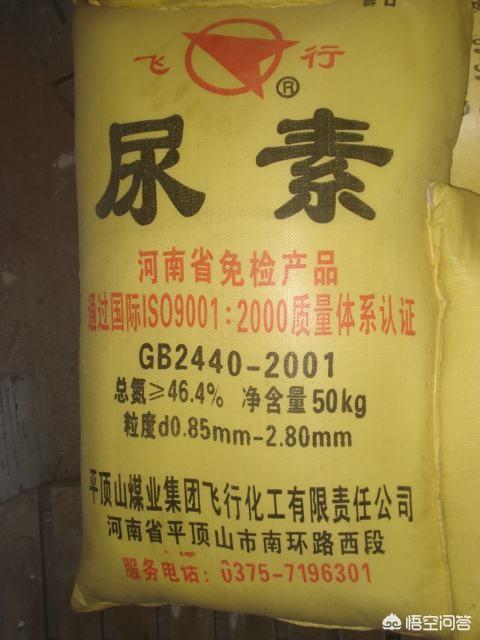 飞行®
尿素
河南省免检产品
通过国际ISO9001:2000质量体系认证
GB2440-2001
总氮≥46.4% 净含量50kg
粒度d0.85mm-2.80mm
平顶山煤业集团飞行化工有限责任公司
河南省平顶山市南环路西段
服务电话:0375-7196301
悟空问答